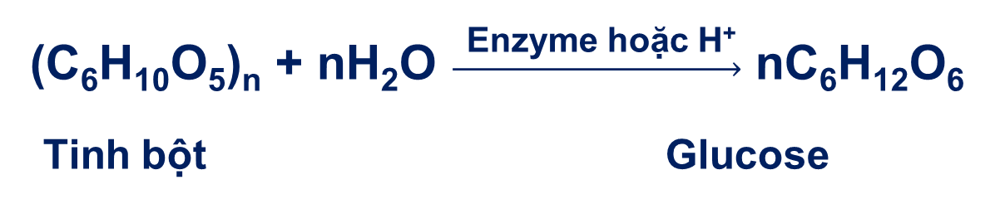 (C₆H₁₀O₅)ₙ + nH₂O Enzyme hoặc H⁺ nC₆H₁₂O₆
Tinh bột Glucose